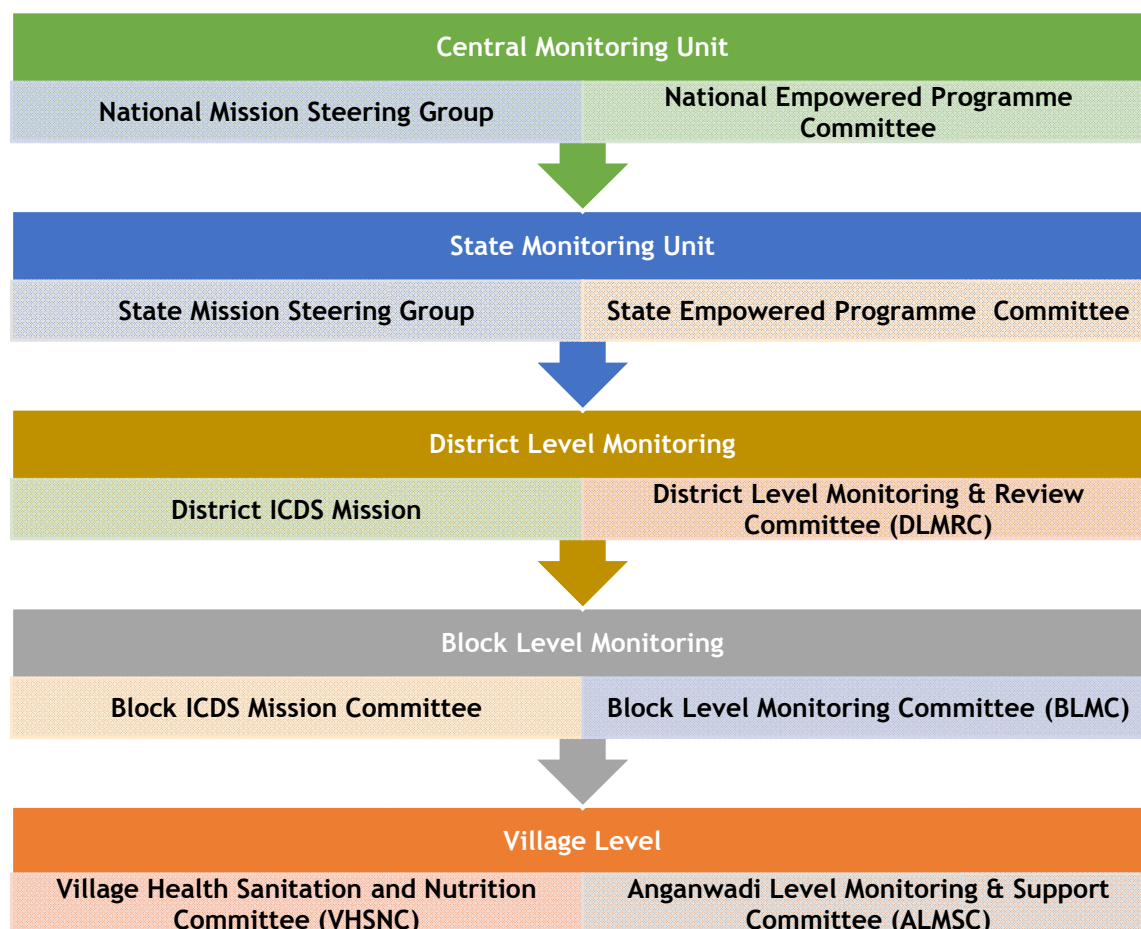 Central Monitoring Unit
National Mission Steering Group
National Empowered Programme
Committee
State Monitoring Unit
State Mission Steering Group
State Empowered Programme Committee
District Level Monitoring
District ICDS Mission
District Level Monitoring & Review
Committee (DLMRC)
Block Level Monitoring
Block ICDS Mission Committee
Block Level Monitoring Committee (BLMC)
Village Level
Village Health Sanitation and Nutrition
Committee (VHSNC)
Anganwadi Level Monitoring & Support
Committee (ALMSC)